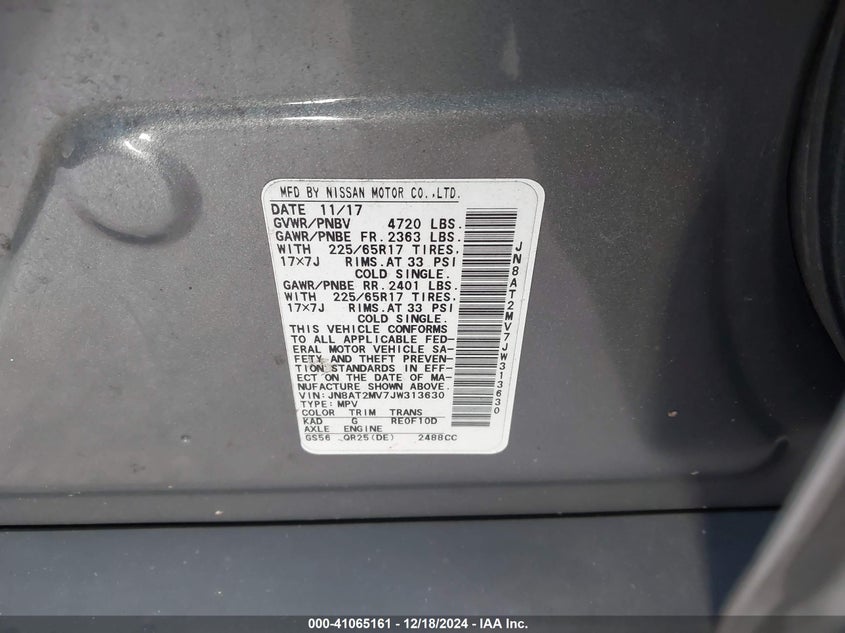 MFD BY NISSAN MOTOR CO.,LTD.
DATE 11/17
GVWR/PNBV 4720 LBS.
GAWR/PNBE FR. 2363 LBS.
WITH 225/65R17 TIRES.
17×7J RIMS.AT 33 PSI
COLD SINGLE.
GAWR/PNBE RR. 2401 LBS.
WITH 225/65R17 TIRES.
17×7J RIMS.AT 33 PSI
COLD SINGLE.
THIS VEHICLE CONFORMS
TO ALL APPLICABLE FED-
ERAL MOTOR VEHICLE SA-
FETY AND THEFT PREVEN-
TION STANDARDS IN EFF-
ECT ON THE DATE OF MA-
NUFACTURE SHOWN ABOVE.
VIN:JN8AT2MV7JW313630
TYPE: MPV
COLOR TRIM TRANS
KAD G RE0F10D
AXLE ENGINE
GS56 QR25(DE) 2488CC
JN8AT2MV7JW313630
000-41065161 - 12/18/2024 - IAA Inc.